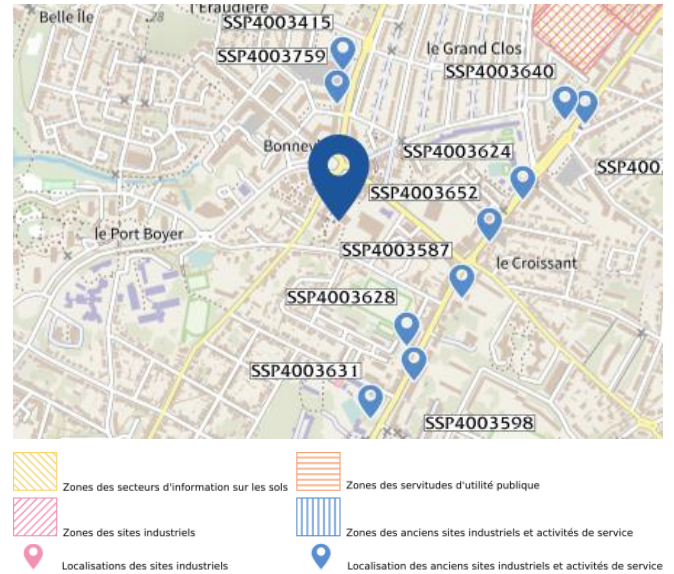 l'Eraudière
Belle Île
SSP4003415
le Grand Clos
SSP4003759
SSP4003640
SSP4003624
SSP4003652
le Port Boyer
SSP4003587
le Croissant
SSP4003628
SSP4003631
SSP4003598
Zones des secteurs d'information sur les sols
Zones des servitudes d'utilité publique
Zones des sites industriels
Zones des anciens sites industriels et activités de service
Localisations des sites industriels
Localisation des anciens sites industriels et activités de service